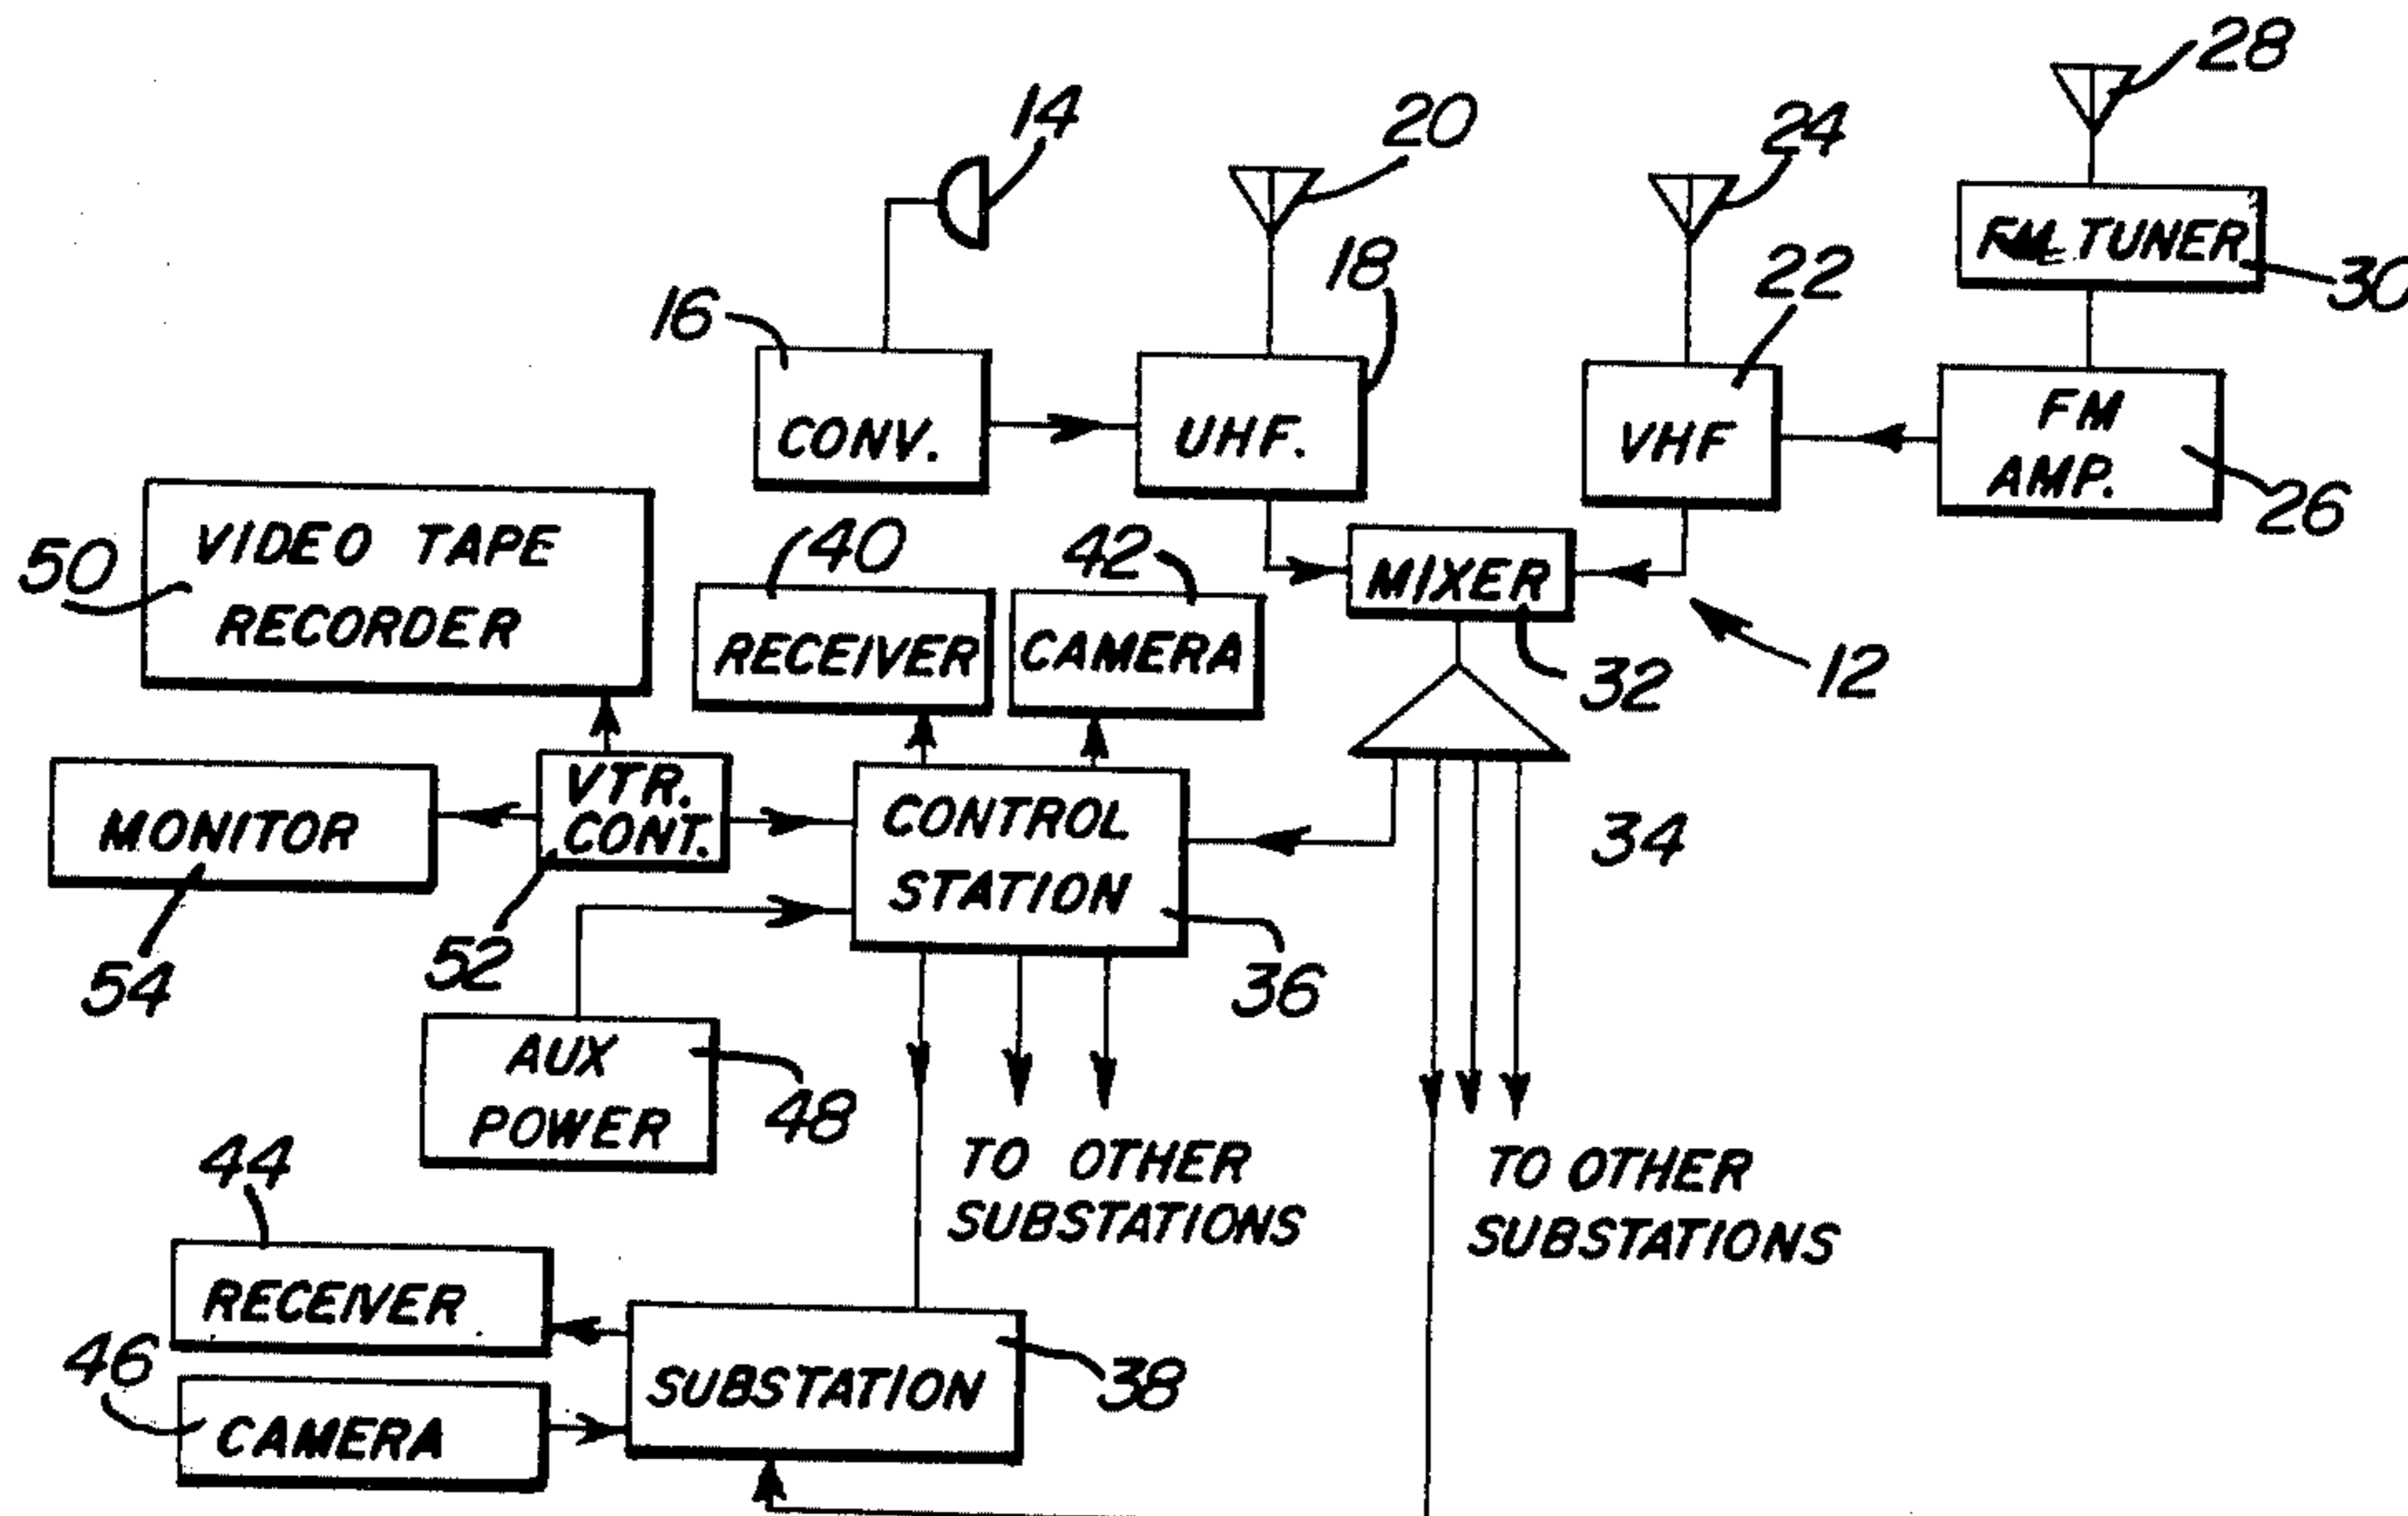 28
14
20
24
FM TUNER
18
22
30
16
CONV.
UHF.
VHF
FM
AMP.
26
VIDEO TAPE
RECORDER
50
40
42
MIXER
RECEIVER
CAMERA
32
12
MONITOR
VTR.
CONT.
CONTROL
STATION
34
54
52
36
AUX
POWER
48
TO OTHER
SUBSTATIONS
TO OTHER
SUBSTATIONS
44
RECEIVER
46
SUBSTATION
38
CAMERA